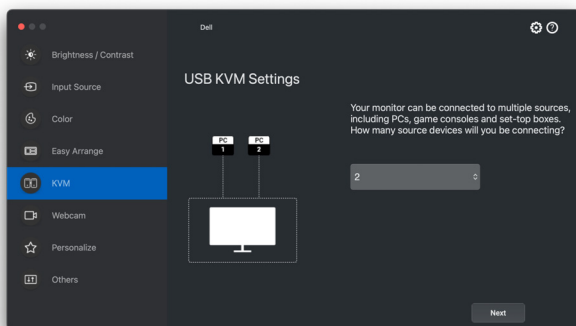 Dell
Brightness / Contrast
Input Source
Color
Easy Arrange
KVM
Webcam
Personalize
Others
USB KVM Settings
PC
1
PC
2
Your monitor can be connected to multiple sources,
including PCs, game consoles and set-top boxes.
How many source devices will you be connecting?
2
Next